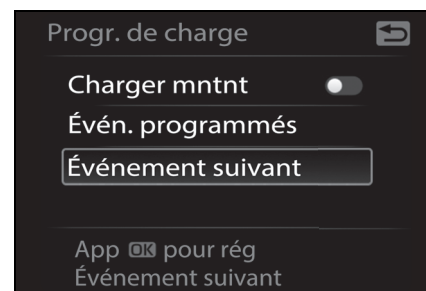 Progr. de charge
Charger mntnt
Évén. programmés
Événement suivant
App OK pour rég
Événement suivant